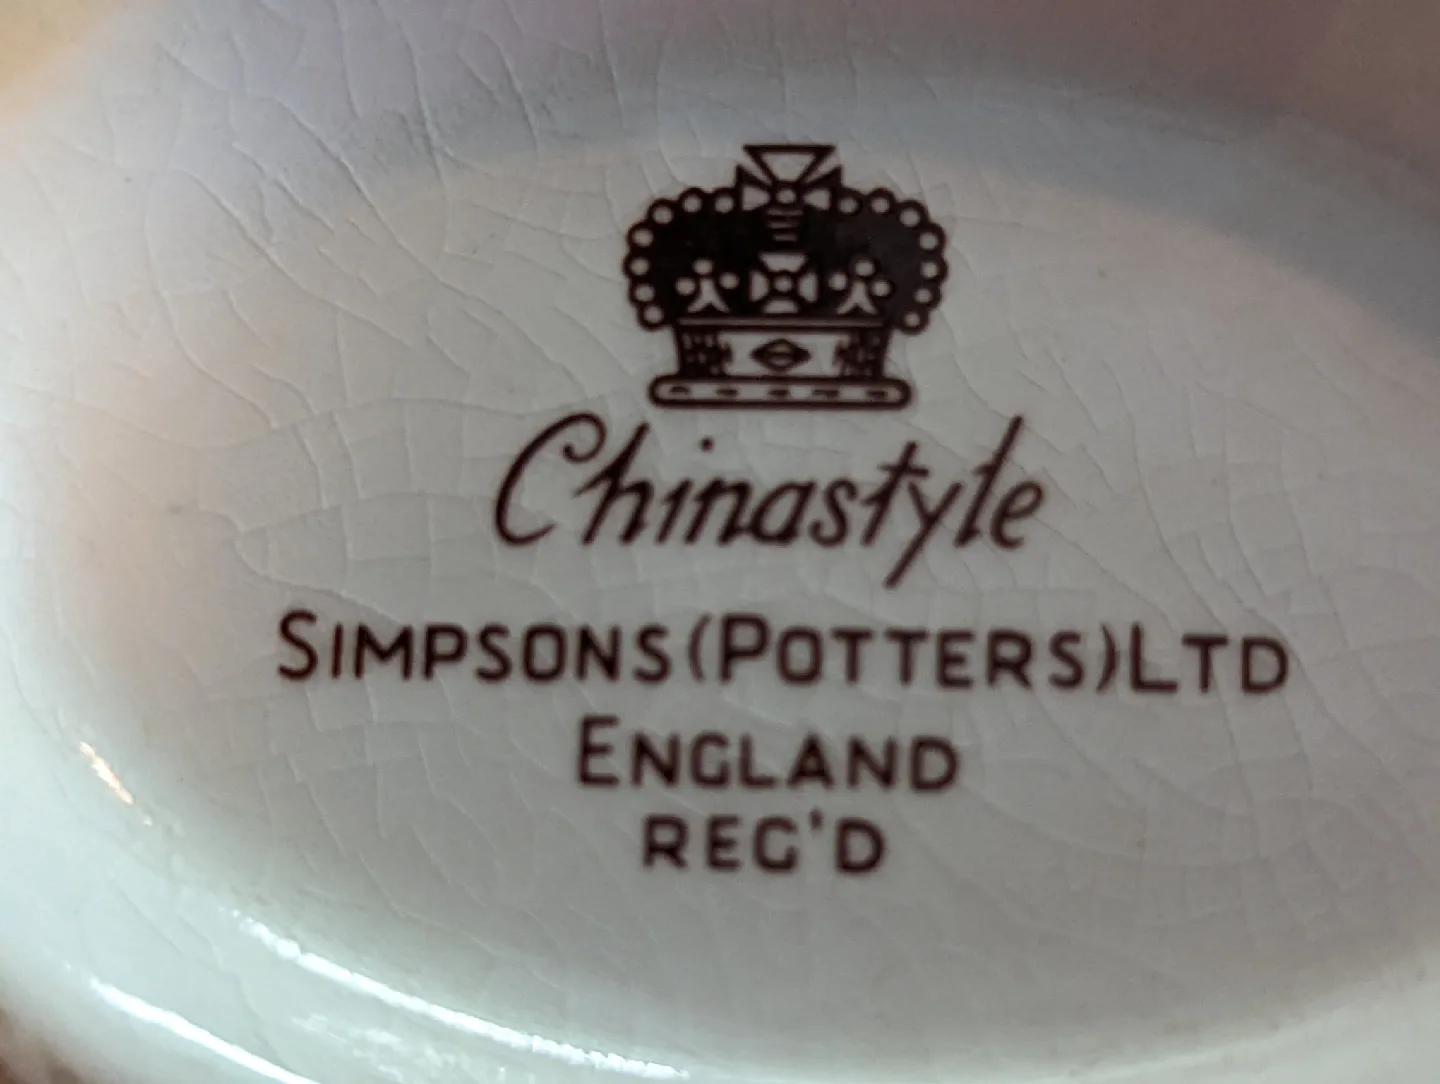 Chinastyle
SIMPSONS (POTTERS) LTD
ENGLAND
REG'D